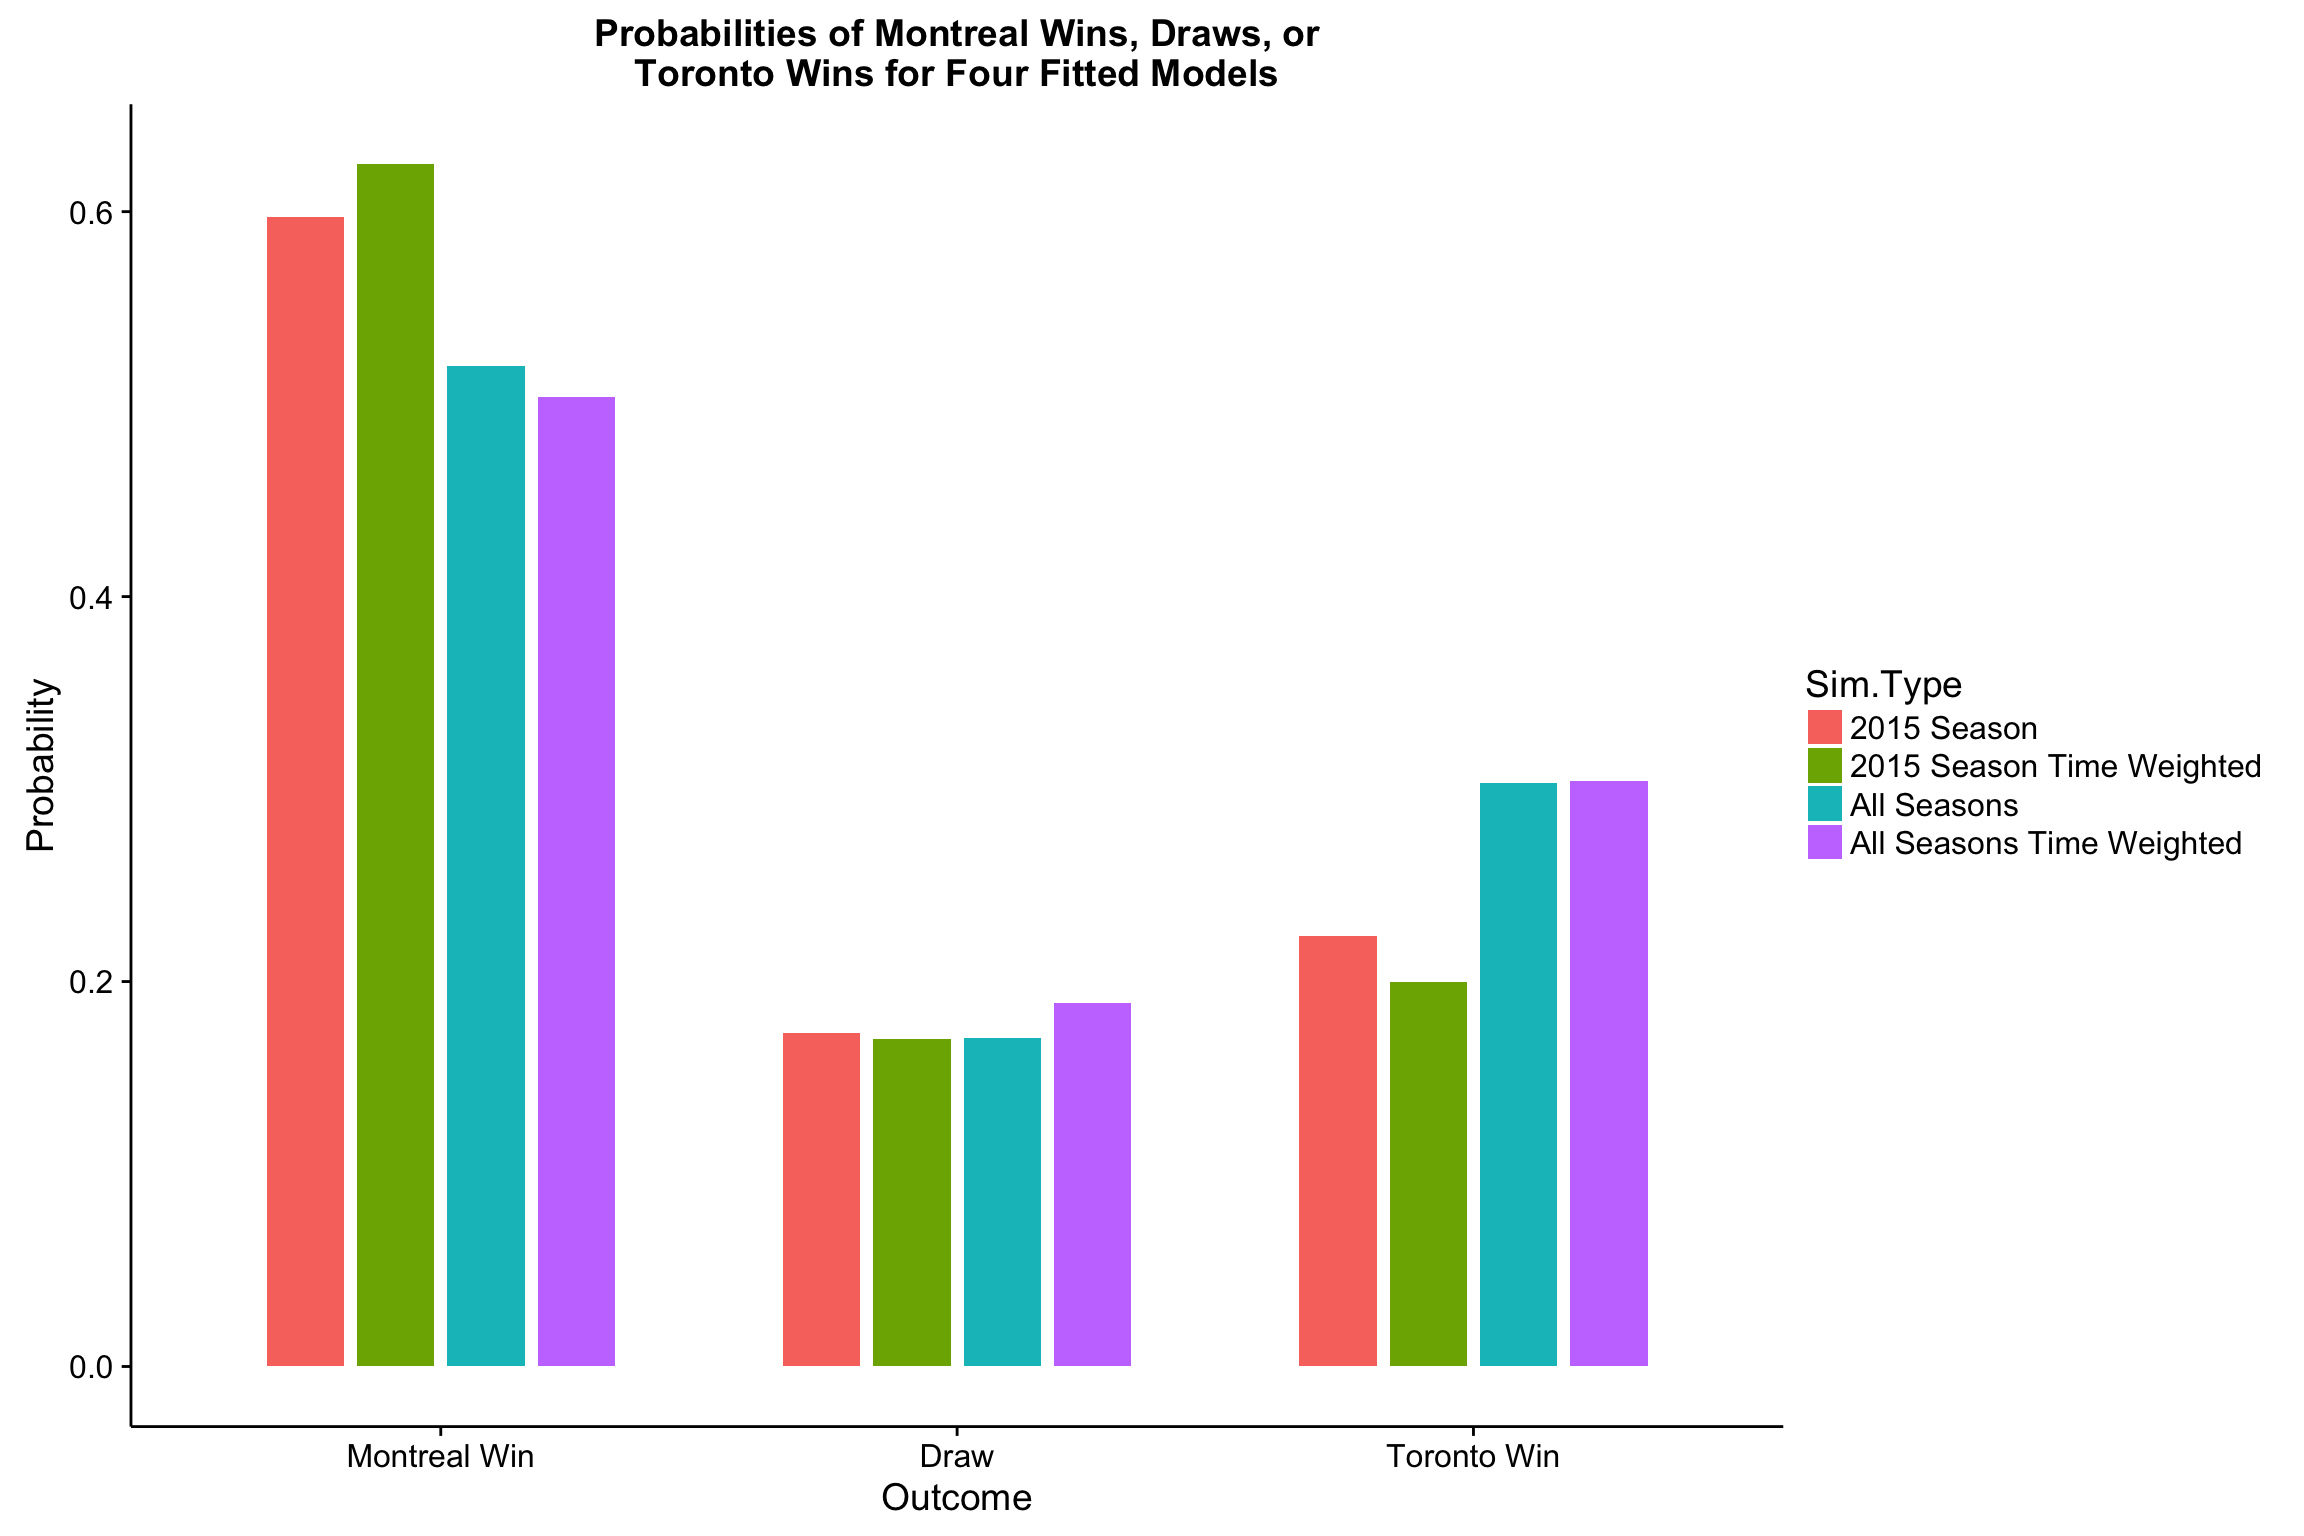 Probabilities of Montreal Wins, Draws, or
Toronto Wins for Four Fitted Models
0.6
0.4
0.2
0.0
Probability
Montreal Win
Draw
Toronto Win
Outcome
Sim.Type
2015 Season
2015 Season Time Weighted
All Seasons
All Seasons Time Weighted